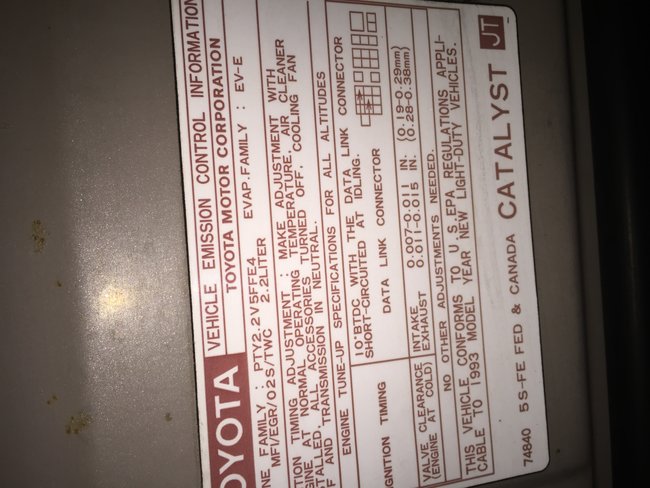 TOYOTA
VEHICLE EMISSION CONTROL INFORMATION
TOYOTA MOTOR CORPORATION
NE FAMILY : PTY2.2V5FFE4 EVAP.FAMILY : EV-E
MFI/EGR/O2S/TWC 2.2LITER
TION TIMING ADJUSTMENT : MAKE ADJUSTMENT WITH
GINE AT NORMAL OPERATING TEMPERATURE, AIR CLEANER
TALLED, ALL ACCESSORIES TURNED OFF, COOLING FAN
F AND TRANSMISSION IN NEUTRAL.
ENGINE TUNE-UP SPECIFICATIONS FOR ALL ALTITUDES
GNITION TIMING
10°BTDC WITH THE DATA LINK CONNECTOR
SHORT-CIRCUITED AT IDLING.
DATA LINK CONNECTOR
VALVE CLEARANCE
(ENGINE AT COLD)
INTAKE 0.007-0.011 IN. (0.19-0.29mm)
EXHAUST 0.011-0.015 IN. (0.28-0.38mm)
NO OTHER ADJUSTMENTS NEEDED.
THIS VEHICLE CONFORMS TO U.S.EPA REGULATIONS APPLI-
CABLE TO 1993 MODEL YEAR NEW LIGHT-DUTY VEHICLES.
74840 5S-FE FED & CANADA CATALYST JT